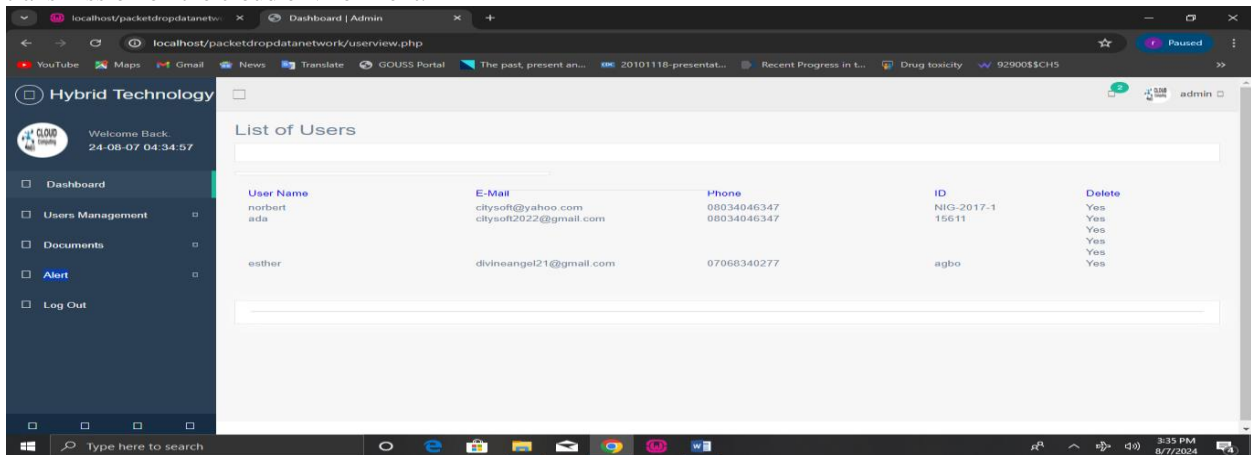 localhost/packetdropdatanetw
Dashboard | Admin
localhost/packetdropdatanetwork/userview.php
Paused
YouTube Maps Gmail News Translate GOUSS Portal The past, present an... 20101118-presentat... Recent Progress in t... Drug toxicity 92900$$CH5
Hybrid Technology
2
admin
CLOUD
Computing
Welcome Back.
24-08-07 04:34:57
List of Users
Dashboard
Users Management
Documents
Alert
Log Out
User Name E-Mail Phone ID Delete
norbert citysoft@yahoo.com 08034046347 NIG-2017-1 Yes
ada citysoft2022@gmail.com 08034046347 15611 Yes
Yes
Yes
Yes
esther divineangel21@gmail.com 07068340277 agbo Yes
Type here to search
3:35 PM
8/7/2024